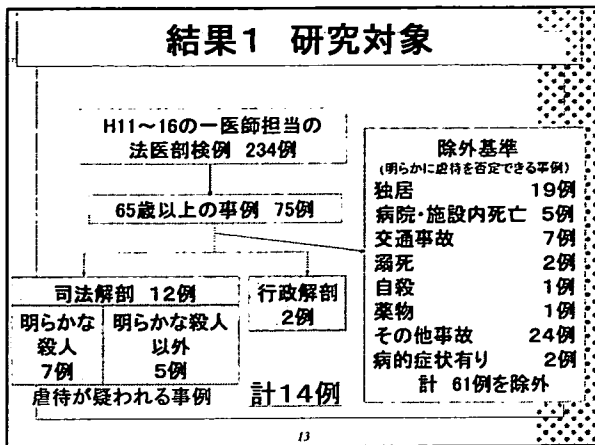 結果1 研究対象
H11～16の一医師担当の
法医剖検例 234例
65歳以上の事例 75例
除外基準
(明らかに虐待を否定できる事例)
独居 19例
病院・施設内死亡 5例
交通事故 7例
溺死 2例
自殺 1例
薬物 1例
その他事故 24例
病的症状有り 2例
計 61例を除外
司法解剖 12例
明らかな
殺人
7例
明らかな殺人
以外
5例
行政解剖
2例
虐待が疑われる事例
計14例
13